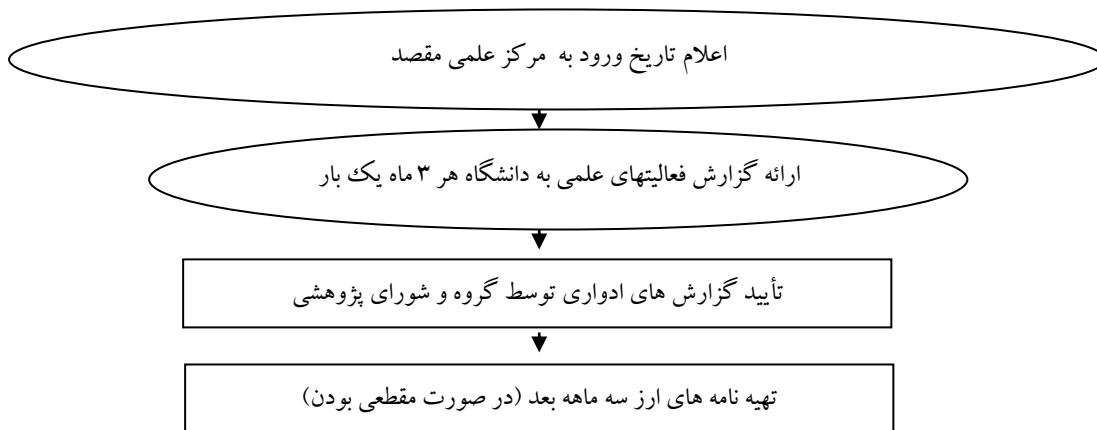 اعلام تاریخ ورود به مرکز علمی مقصد
ارائه گزارش فعالیتهای علمی به دانشگاه هر ۳ ماه یک بار
تأیید گزارش های ادواری توسط گروه و شورای پژوهشی
تهیه نامه های ارز سه ماهه بعد (در صورت مقطعی بودن)